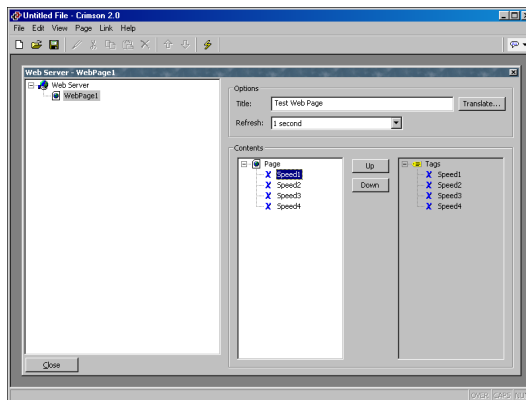 Untitled File - Crimson 2.0
File Edit View Page Link Help
Web Server - WebPage1
Web Server
WebPage1
Options
Title: Test Web Page Translate...
Refresh: 1 second
Contents
Page
Speed1
Speed2
Speed3
Speed4
Up
Down
Tags
Speed1
Speed2
Speed3
Speed4
Close
OVER CAPS NU